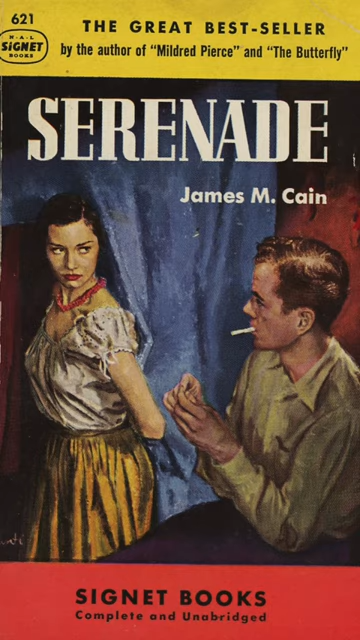 621
N·A·L
SIGNET
BOOKS
THE GREAT BEST-SELLER
by the author of “Mildred Pierce” and “The Butterfly”
SERENADE
James M. Cain
SIGNET BOOKS
Complete and Unabridged